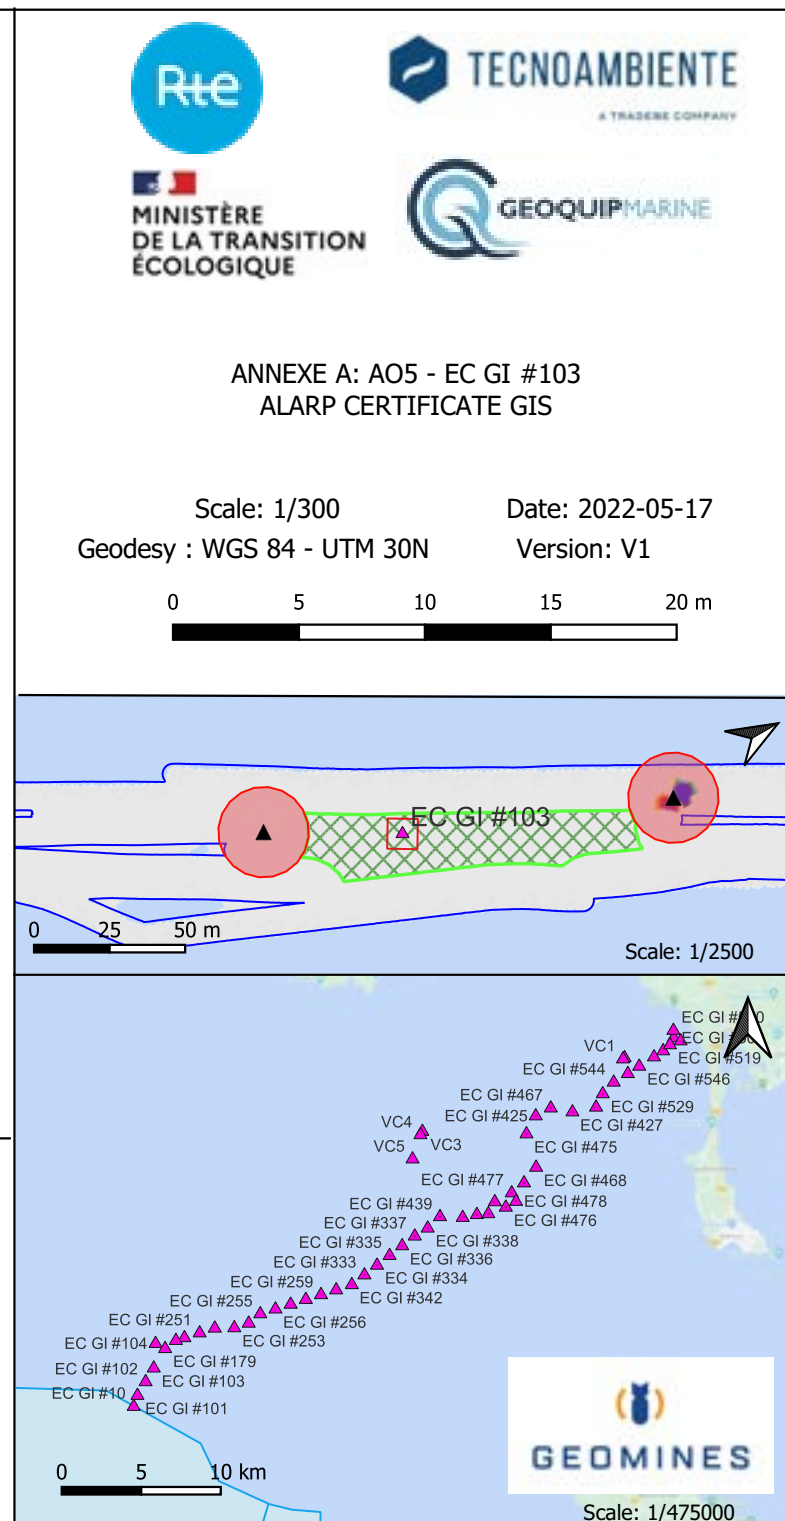 Rte
TECNOAMBIENTE
A TRADEBE COMPANY
MINISTÈRE
DE LA TRANSITION
ÉCOLOGIQUE
GEOQUIPMARINE
ANNEXE A: AO5 - EC GI #103
ALARP CERTIFICATE GIS
Scale: 1/300
Date: 2022-05-17
Geodesy : WGS 84 - UTM 30N
Version: V1
0 5 10 15 20 m
EC GI #103
0 25 50 m
Scale: 1/2500
EC GI
VC1
EC GI #519
EC GI #544
EC GI #546
EC GI #467
EC GI #529
EC GI #425
EC GI #427
VC4
VC3
EC GI #475
VC5
EC GI #477
EC GI #468
EC GI #439
EC GI #478
EC GI #476
EC GI #337
EC GI #338
EC GI #335
EC GI #336
EC GI #333
EC GI #334
EC GI #259
EC GI #342
EC GI #255
EC GI #256
EC GI #251
EC GI #253
EC GI #104
EC GI #179
EC GI #102
EC GI #103
EC GI #10
EC GI #101
0 5 10 km
GEOMINES
Scale: 1/475000